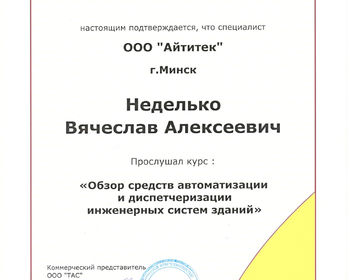 настоящим подтверждается, что специалист
ООО "Айтитек"
г.Минск
Неделько
Вячеслав Алексеевич
Прослушал курс :
«Обзор средств автоматизации
и диспетчеризации
инженерных систем зданий»
Коммерческий представитель
ООО "ТАС"